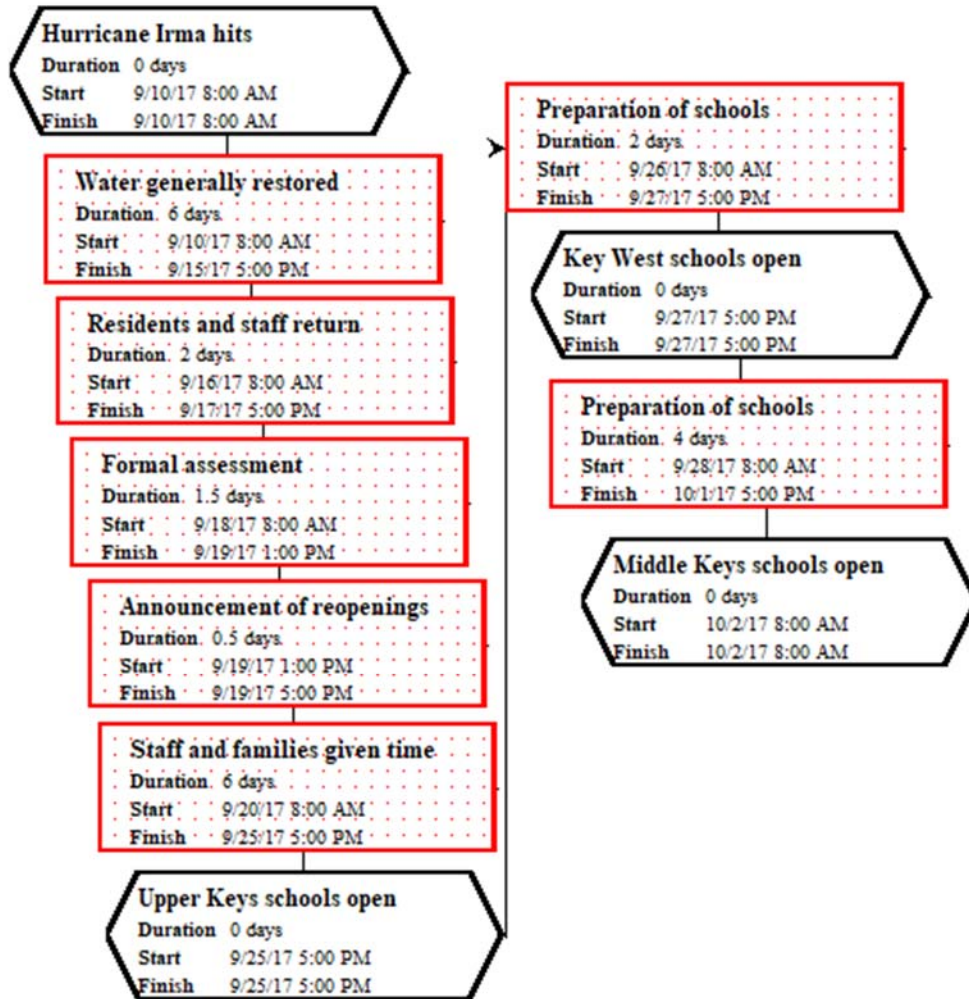 Hurricane Irma hits
Duration 0 days
Start 9/10/17 8:00 AM
Finish 9/10/17 8:00 AM
Water generally restored
Duration 6 days
Start 9/10/17 8:00 AM
Finish 9/15/17 5:00 PM
Residents and staff return
Duration 2 days
Start 9/16/17 8:00 AM
Finish 9/17/17 5:00 PM
Formal assessment
Duration 1.5 days
Start 9/18/17 8:00 AM
Finish 9/19/17 1:00 PM
Announcement of reopenings
Duration 0.5 days
Start 9/19/17 1:00 PM
Finish 9/19/17 5:00 PM
Staff and families given time
Duration 6 days
Start 9/20/17 8:00 AM
Finish 9/25/17 5:00 PM
Upper Keys schools open
Duration 0 days
Start 9/25/17 5:00 PM
Finish 9/25/17 5:00 PM
Preparation of schools
Duration 2 days
Start 9/26/17 8:00 AM
Finish 9/27/17 5:00 PM
Key West schools open
Duration 0 days
Start 9/27/17 5:00 PM
Finish 9/27/17 5:00 PM
Preparation of schools
Duration 4 days
Start 9/28/17 8:00 AM
Finish 10/1/17 5:00 PM
Middle Keys schools open
Duration 0 days
Start 10/2/17 8:00 AM
Finish 10/2/17 8:00 AM